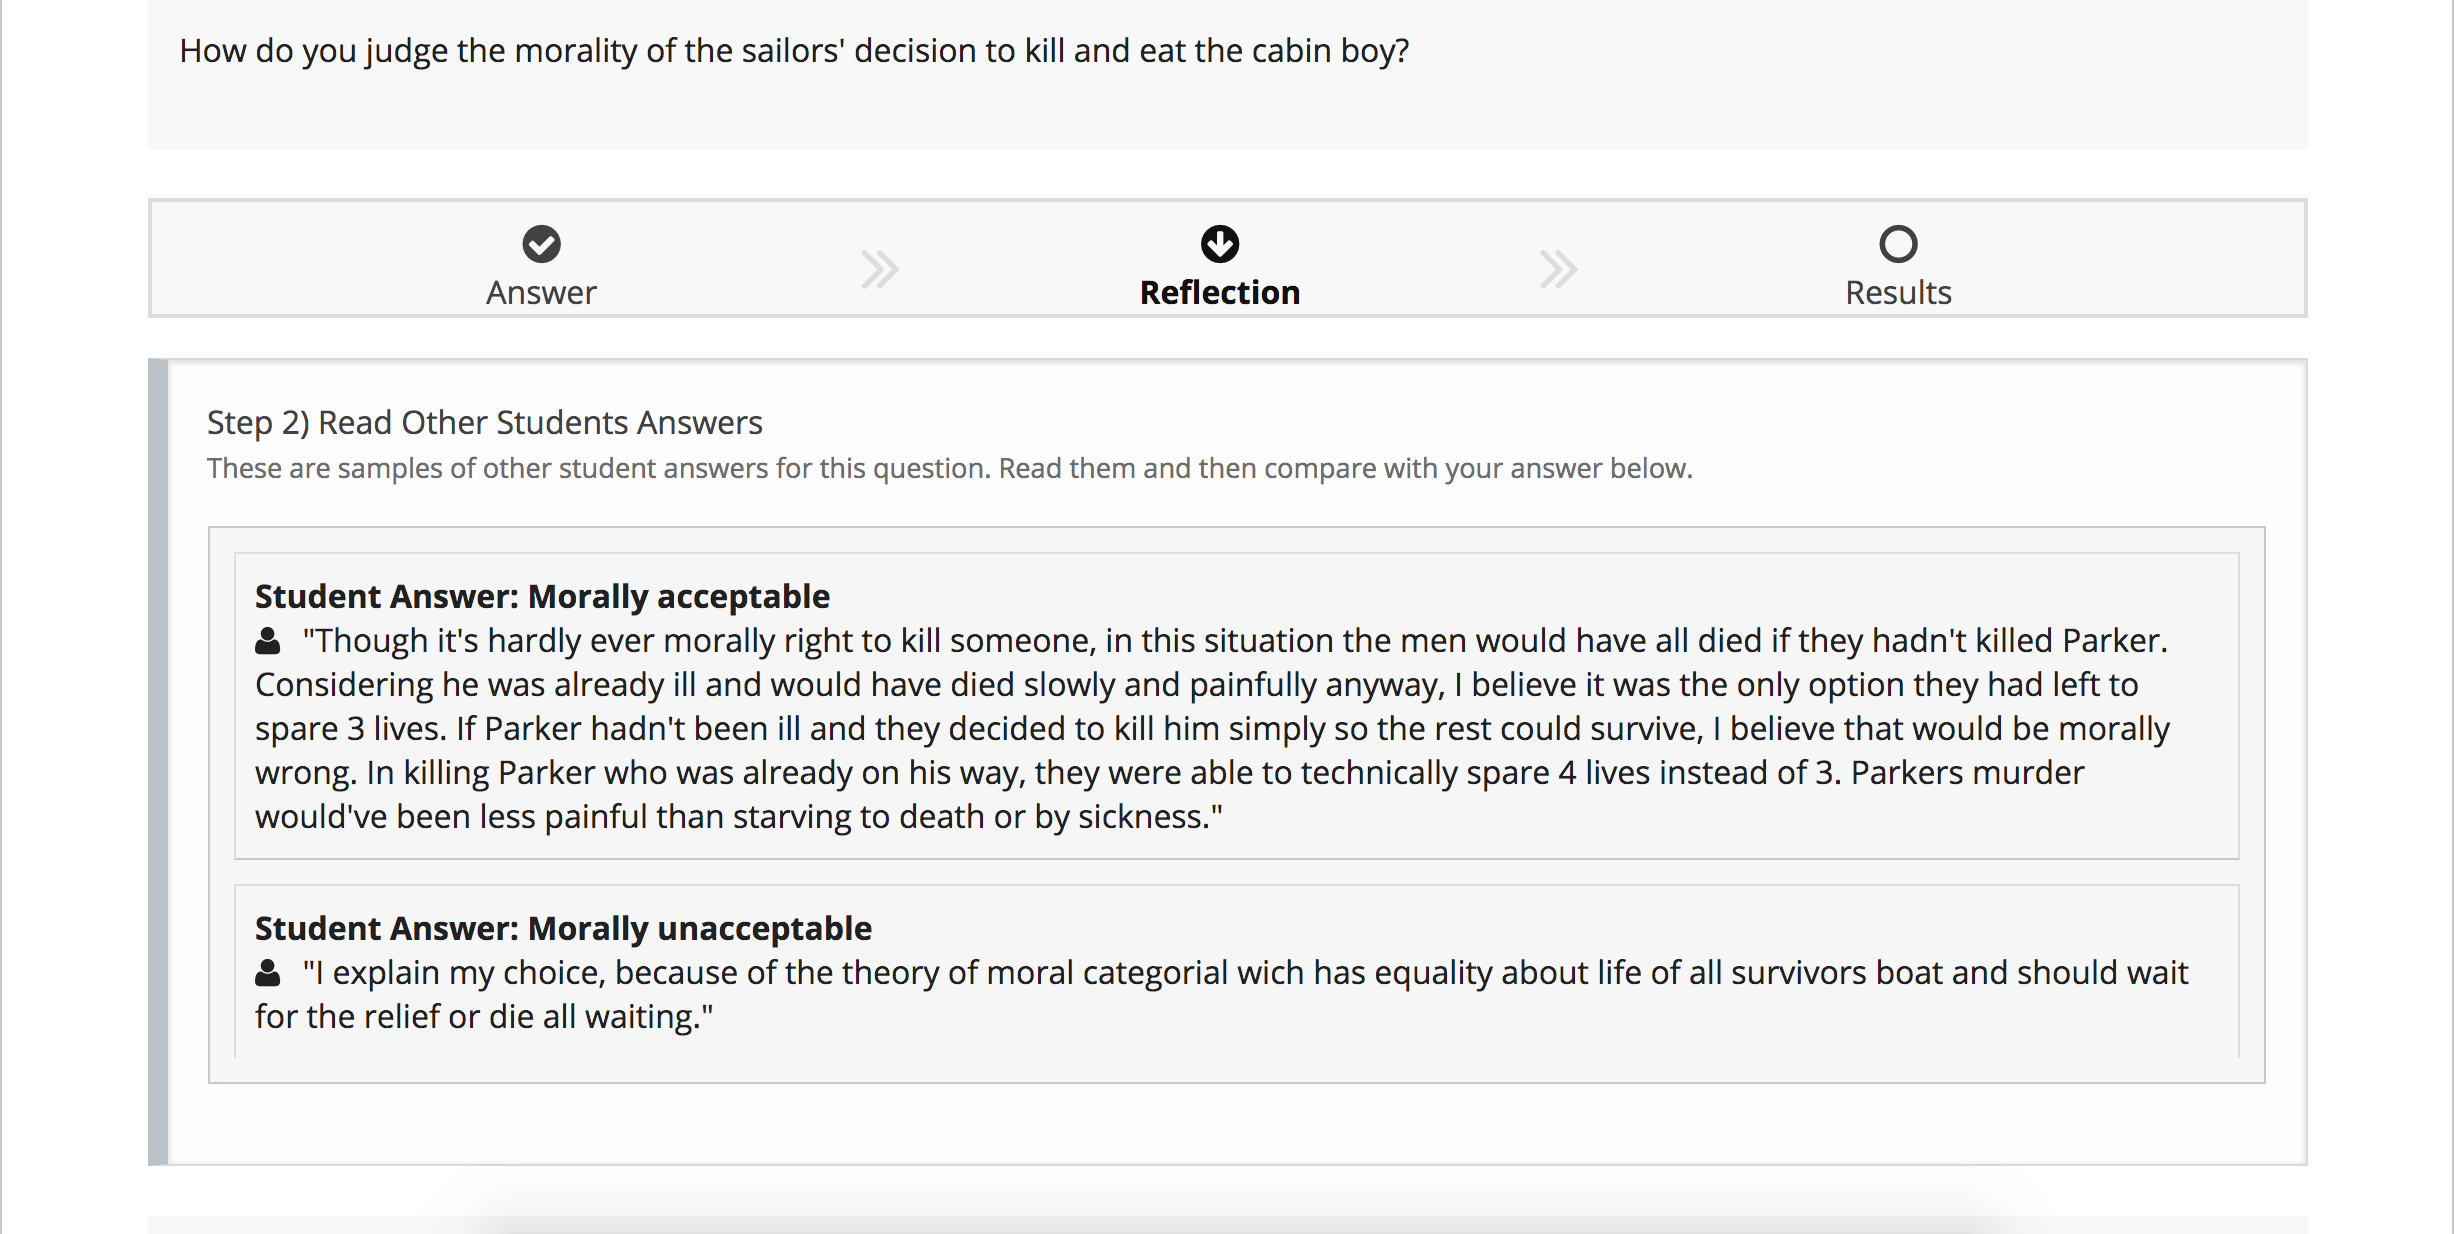 How do you judge the morality of the sailors' decision to kill and eat the cabin boy?
Answer
Reflection
Results
Step 2) Read Other Students Answers
These are samples of other student answers for this question. Read them and then compare with your answer below.
Student Answer: Morally acceptable
"Though it's hardly ever morally right to kill someone, in this situation the men would have all died if they hadn't killed Parker.
Considering he was already ill and would have died slowly and painfully anyway, I believe it was the only option they had left to
spare 3 lives. If Parker hadn't been ill and they decided to kill him simply so the rest could survive, I believe that would be morally
wrong. In killing Parker who was already on his way, they were able to technically spare 4 lives instead of 3. Parkers murder
would've been less painful than starving to death or by sickness."
Student Answer: Morally unacceptable
"I explain my choice, because of the theory of moral categorial wich has equality about life of all survivors boat and should wait
for the relief or die all waiting."